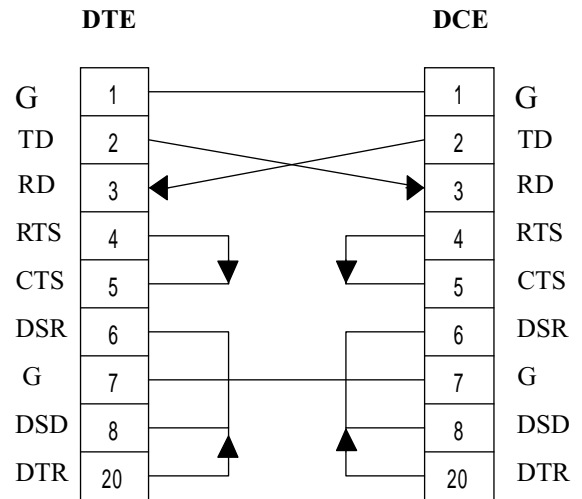 DTE DCE
G 1 1 G
TD 2 2 TD
RD 3 3 RD
RTS 4 4 RTS
CTS 5 5 CTS
DSR 6 6 DSR
G 7 7 G
DSD 8 8 DSD
DTR 20 20 DTR